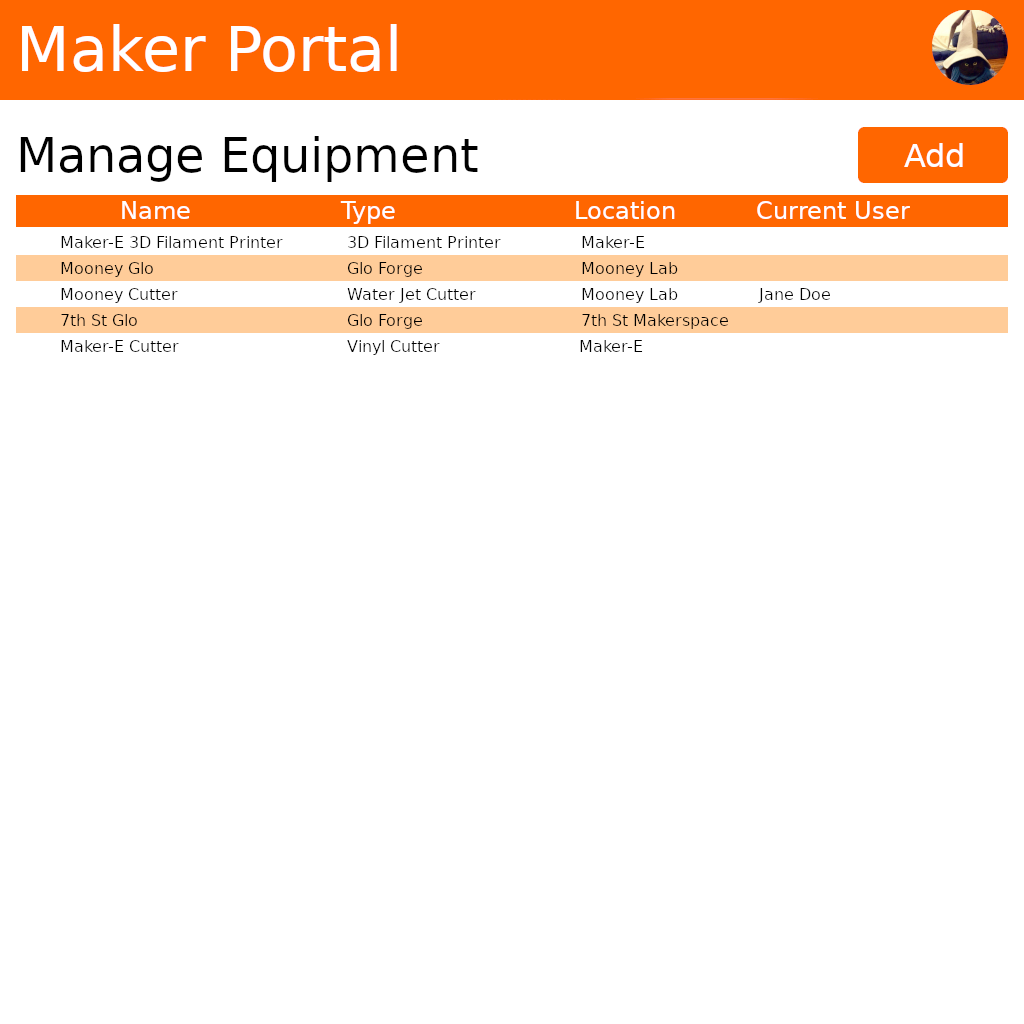 Maker Portal
Manage Equipment Add
Name Type Location Current User
Maker-E 3D Filament Printer 3D Filament Printer Maker-E
Mooney Glo Glo Forge Mooney Lab
Mooney Cutter Water Jet Cutter Mooney Lab Jane Doe
7th St Glo Glo Forge 7th St Makerspace
Maker-E Cutter Vinyl Cutter Maker-E